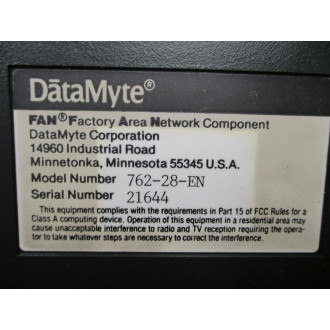 DātaMyte®
FAN® Factory Area Network Component
DataMyte Corporation
14960 Industrial Road
Minnetonka, Minnesota 55345 U.S.A.
Model Number 762-28-EN
Serial Number 21644
This equipment complies with the requirements in Part 15 of FCC Rules for a
Class A computing device. Operation of this equipment in a residential area may
cause unacceptable interference to radio and TV reception requiring the opera-
tor to take whatever steps are necessary to correct the interference.